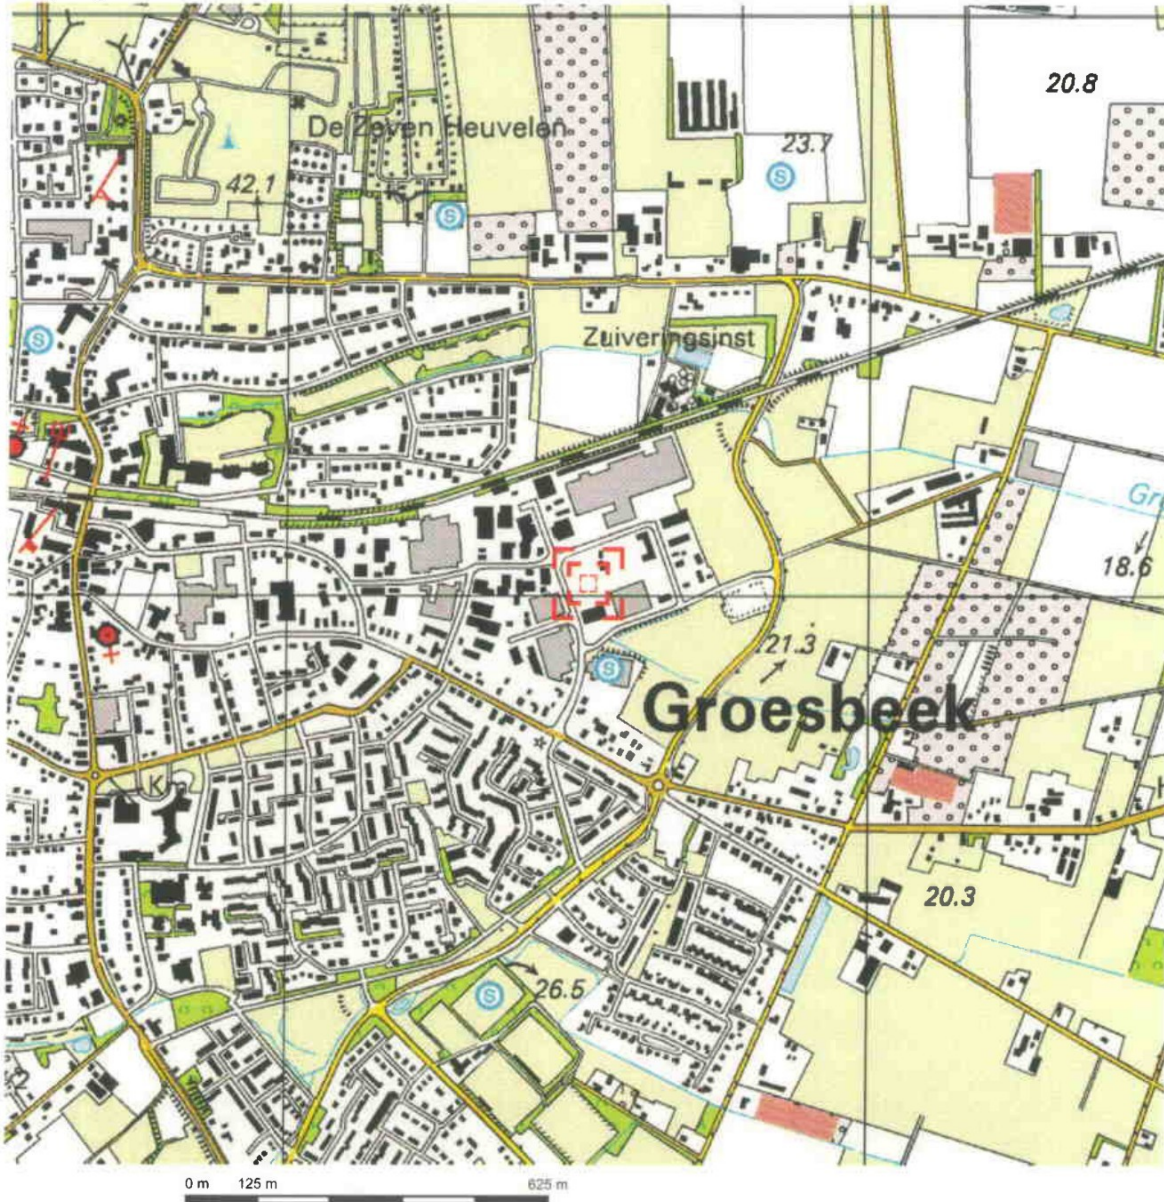 20.8
De Zeven Heuvelen
23.7
S
42.1
S
Zuiveringsinst
S
Gr
18.6
21.3
S
Groesbeek
K
20.3
26.5
S
0 m 125 m 625 m